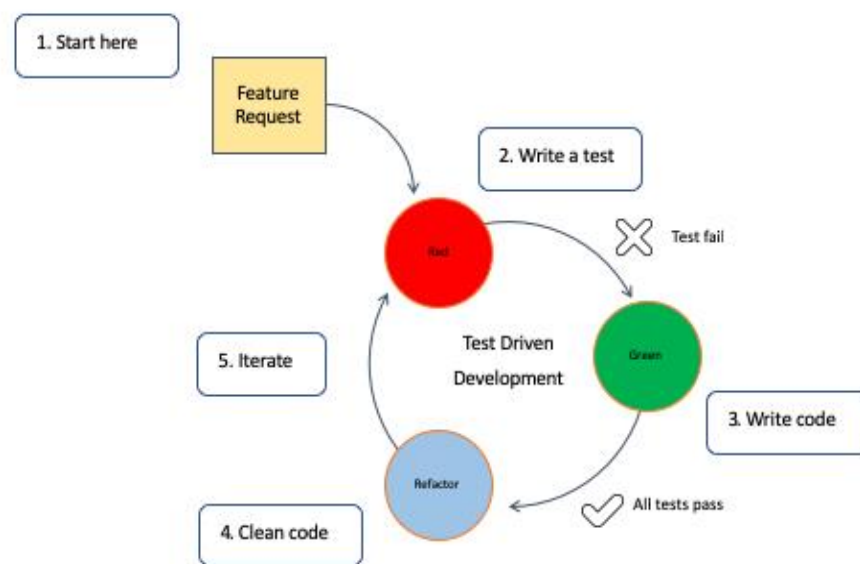 1. Start here
Feature
Request
2. Write a test
Red
Test fail
Test Driven
Development
Green
3. Write code
5. Iterate
Refactor
All tests pass
4. Clean code